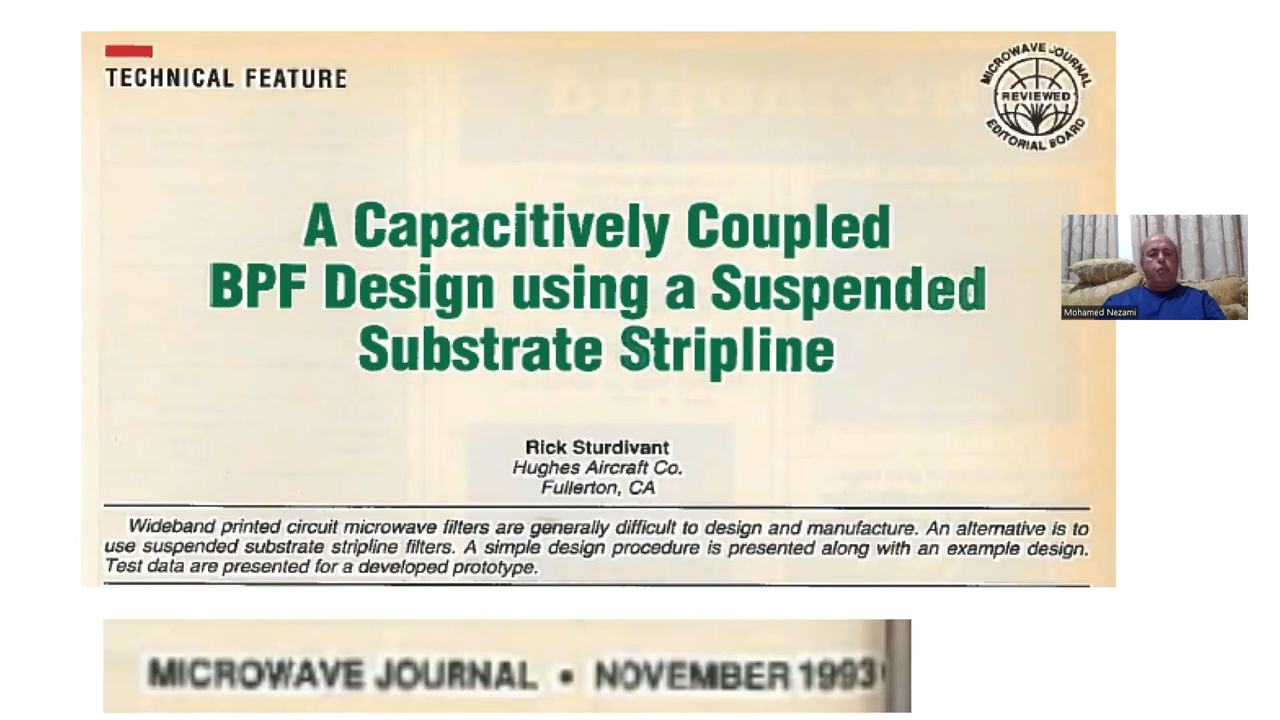 TECHNICAL FEATURE
MICROWAVE JOURNAL
REVIEWED
EDITORIAL BOARD
A Capacitively Coupled
BPF Design using a Suspended
Substrate Stripline
Rick Sturdivant
Hughes Aircraft Co.
Fullerton, CA
Wideband printed circuit microwave filters are generally difficult to design and manufacture. An alternative is to
use suspended substrate stripline filters. A simple design procedure is presented along with an example design.
Test data are presented for a developed prototype.
Mohamed Nezami
MICROWAVE JOURNAL • NOVEMBER 1993